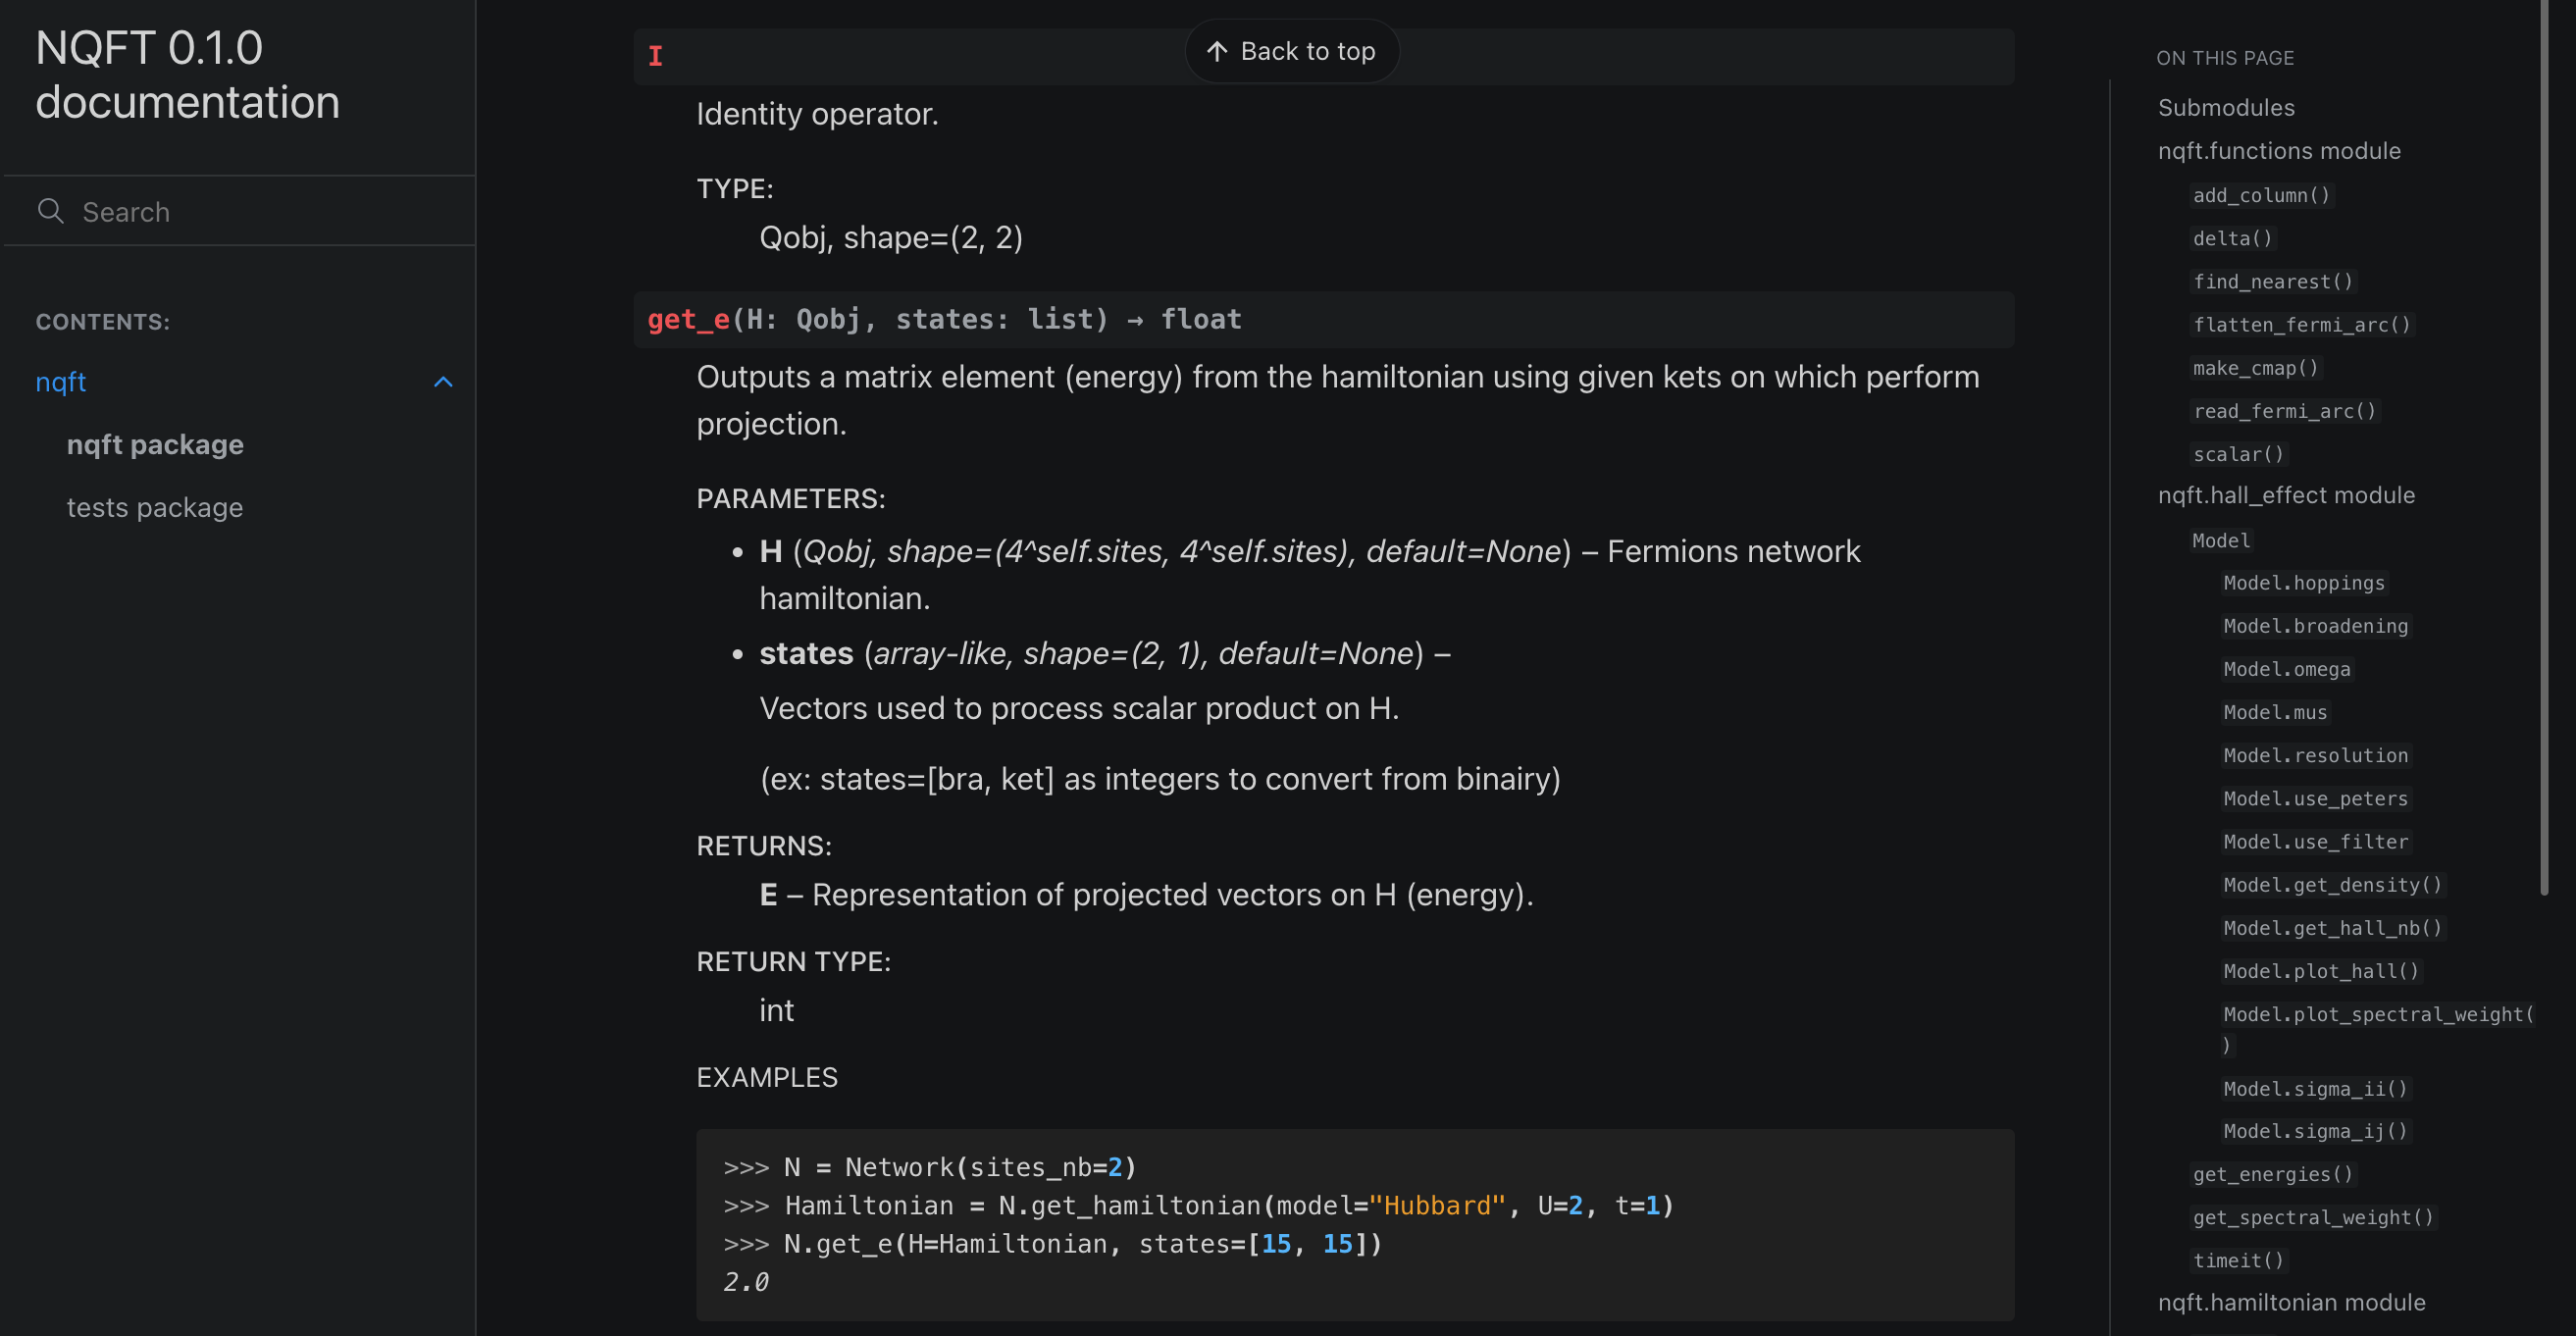 NQFT 0.1.0
documentation
Search
CONTENTS:
nqft
nqft package
tests package
I
Back to top
Identity operator.
TYPE:
Qobj, shape=(2, 2)
get_e(H: Qobj, states: list) → float
Outputs a matrix element (energy) from the hamiltonian using given kets on which perform
projection.
PARAMETERS:
• H (Qobj, shape=(4^self.sites, 4^self.sites), default=None) – Fermions network
hamiltonian.
• states (array-like, shape=(2, 1), default=None) –
Vectors used to process scalar product on H.
(ex: states=[bra, ket] as integers to convert from binairy)
RETURNS:
E – Representation of projected vectors on H (energy).
RETURN TYPE:
int
EXAMPLES
>>> N = Network(sites_nb=2)
>>> Hamiltonian = N.get_hamiltonian(model="Hubbard", U=2, t=1)
>>> N.get_e(H=Hamiltonian, states=[15, 15])
2.0
ON THIS PAGE
Submodules
nqft.functions module
add_column()
delta()
find_nearest()
flatten_fermi_arc()
make_cmap()
read_fermi_arc()
scalar()
nqft.hall_effect module
Model
Model.hoppings
Model.broadening
Model.omega
Model.mus
Model.resolution
Model.use_peters
Model.use_filter
Model.get_density()
Model.get_hall_nb()
Model.plot_hall()
Model.plot_spectral_weight(
)
Model.sigma_ii()
Model.sigma_ij()
get_energies()
get_spectral_weight()
timeit()
nqft.hamiltonian module